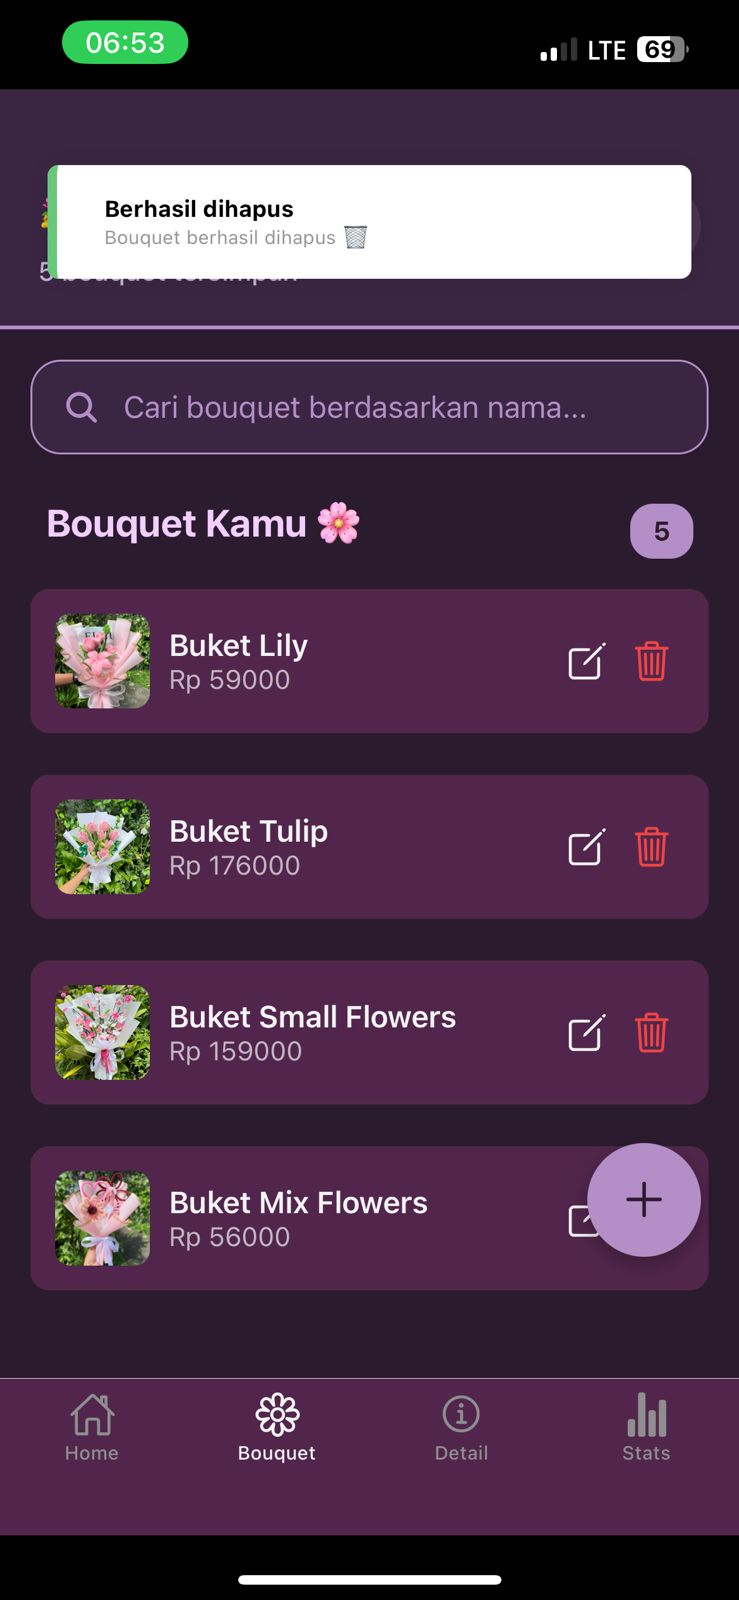 06:53
LTE 69
Berhasil dihapus
Bouquet berhasil dihapus 🗑️
5 bouquet tersimpan
Cari bouquet berdasarkan nama...
Bouquet Kamu 🌸
5
Buket Lily
Rp 59000
Buket Tulip
Rp 176000
Buket Small Flowers
Rp 159000
Buket Mix Flowers
Rp 56000
Home
Bouquet
Detail
Stats